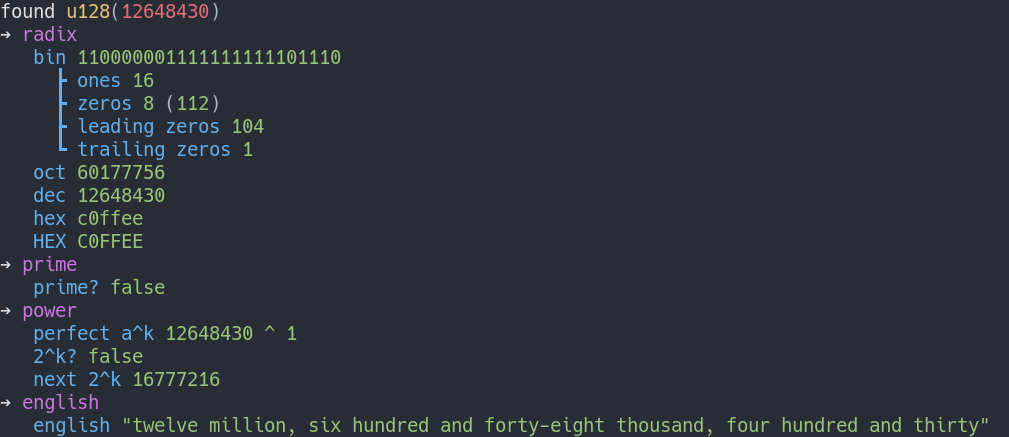 found u128(12648430)
→ radix
bin 110000001111111111101110
ones 16
zeros 8 (112)
leading zeros 104
trailing zeros 1
oct 60177756
dec 12648430
hex c0ffee
HEX C0FFEE
→ prime
prime? false
→ power
perfect a^k 12648430 ^ 1
2^k? false
next 2^k 16777216
→ english
english "twelve million, six hundred and forty-eight thousand, four hundred and thirty"